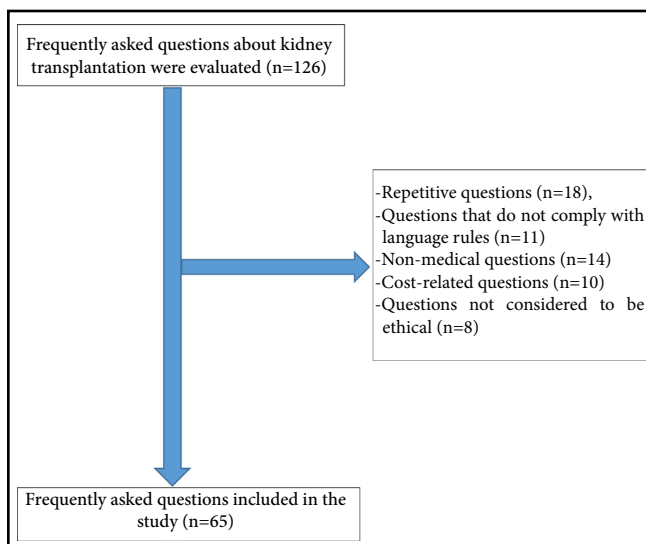 Frequently asked questions about kidney
transplantation were evaluated (n=126)
-Repetitive questions (n=18),
-Questions that do not comply with
language rules (n=11)
-Non-medical questions (n=14)
-Cost-related questions (n=10)
-Questions not considered to be
ethical (n=8)
Frequently asked questions included in the
study (n=65)